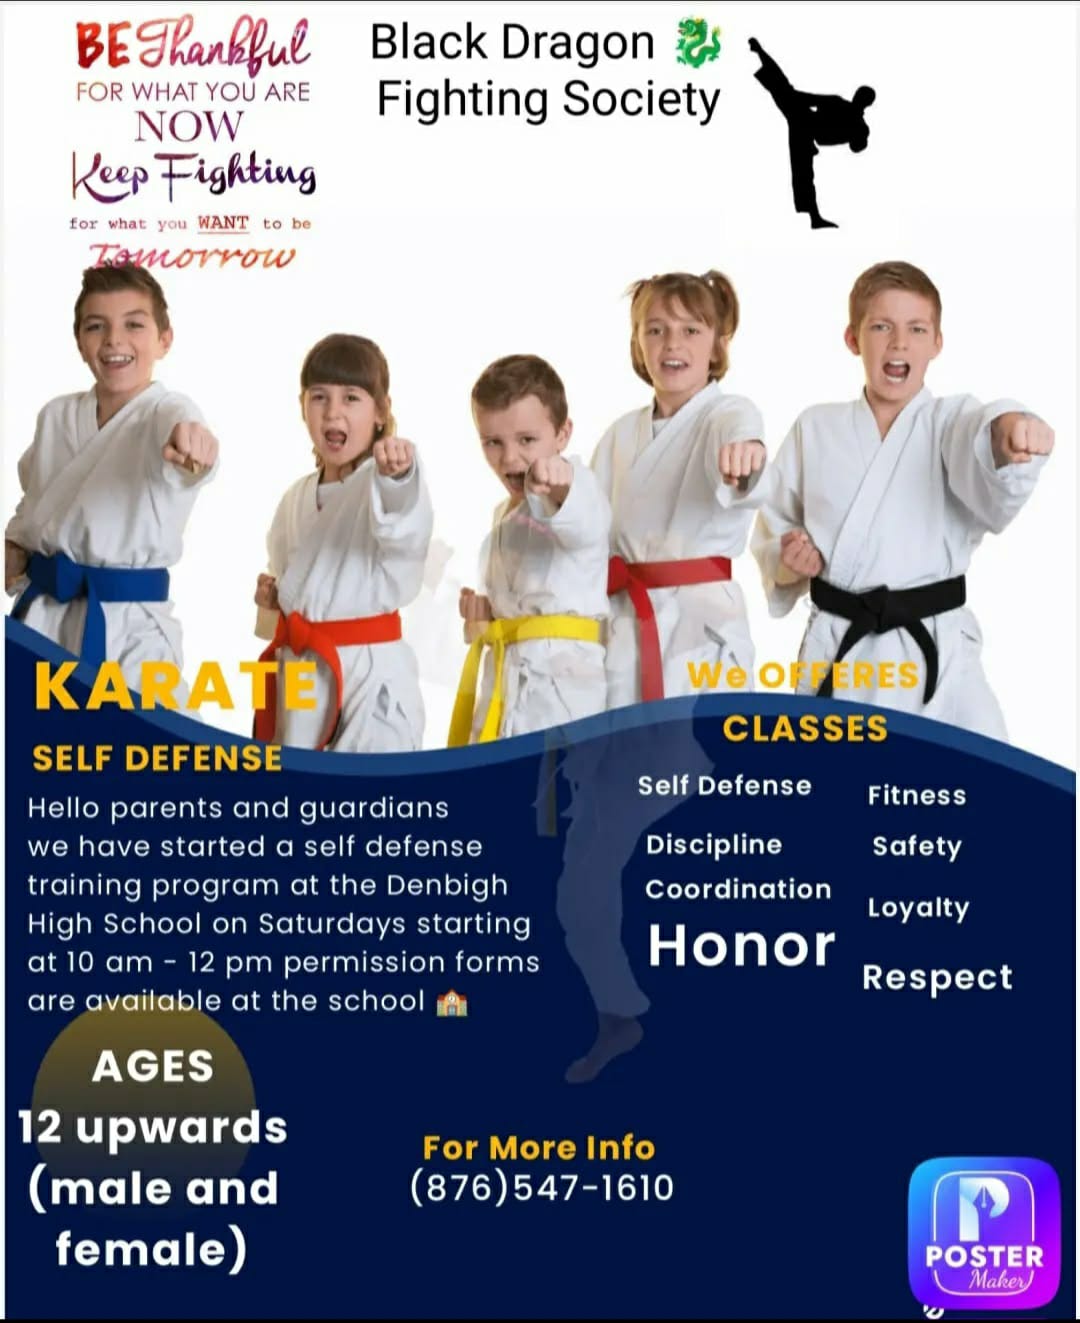 BE Thankful
FOR WHAT YOU ARE
NOW
Keep Fighting
for what you WANT to be
Tomorrow
Black Dragon 🐉
Fighting Society
KARATE
SELF DEFENSE
Hello parents and guardians
we have started a self defense
training program at the Denbigh
High School on Saturdays starting
at 10 am - 12 pm permission forms
are available at the school 🏫
We OFFERES
CLASSES
Self Defense
Fitness
Discipline
Safety
Coordination
Loyalty
Honor
Respect
AGES
12 upwards
(male and
female)
For More Info
(876)547-1610
POSTER
Maker